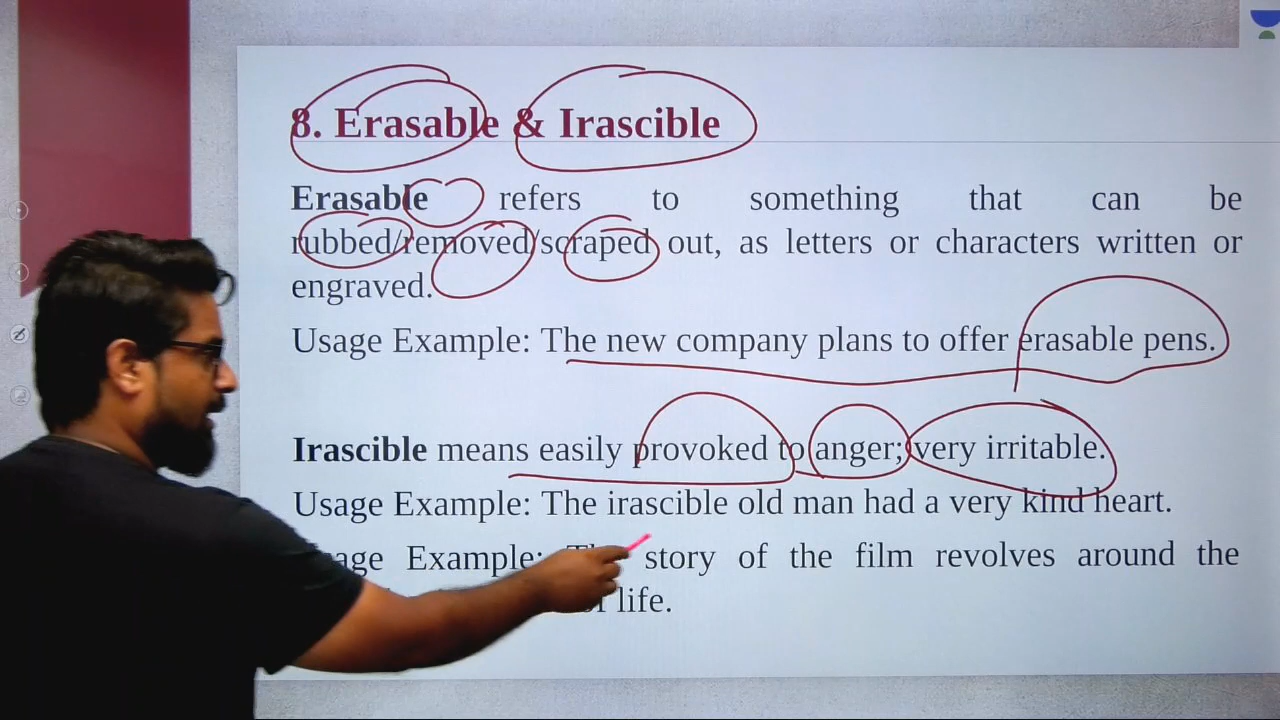 8. Erasable & Irascible
Erasable refers to something that can be
rubbed/removed/scraped out, as letters or characters written or
engraved.
Usage Example: The new company plans to offer erasable pens.
Irascible means easily provoked to anger; very irritable.
Usage Example: The irascible old man had a very kind heart.
Example: The story of the film revolves around the
of life.